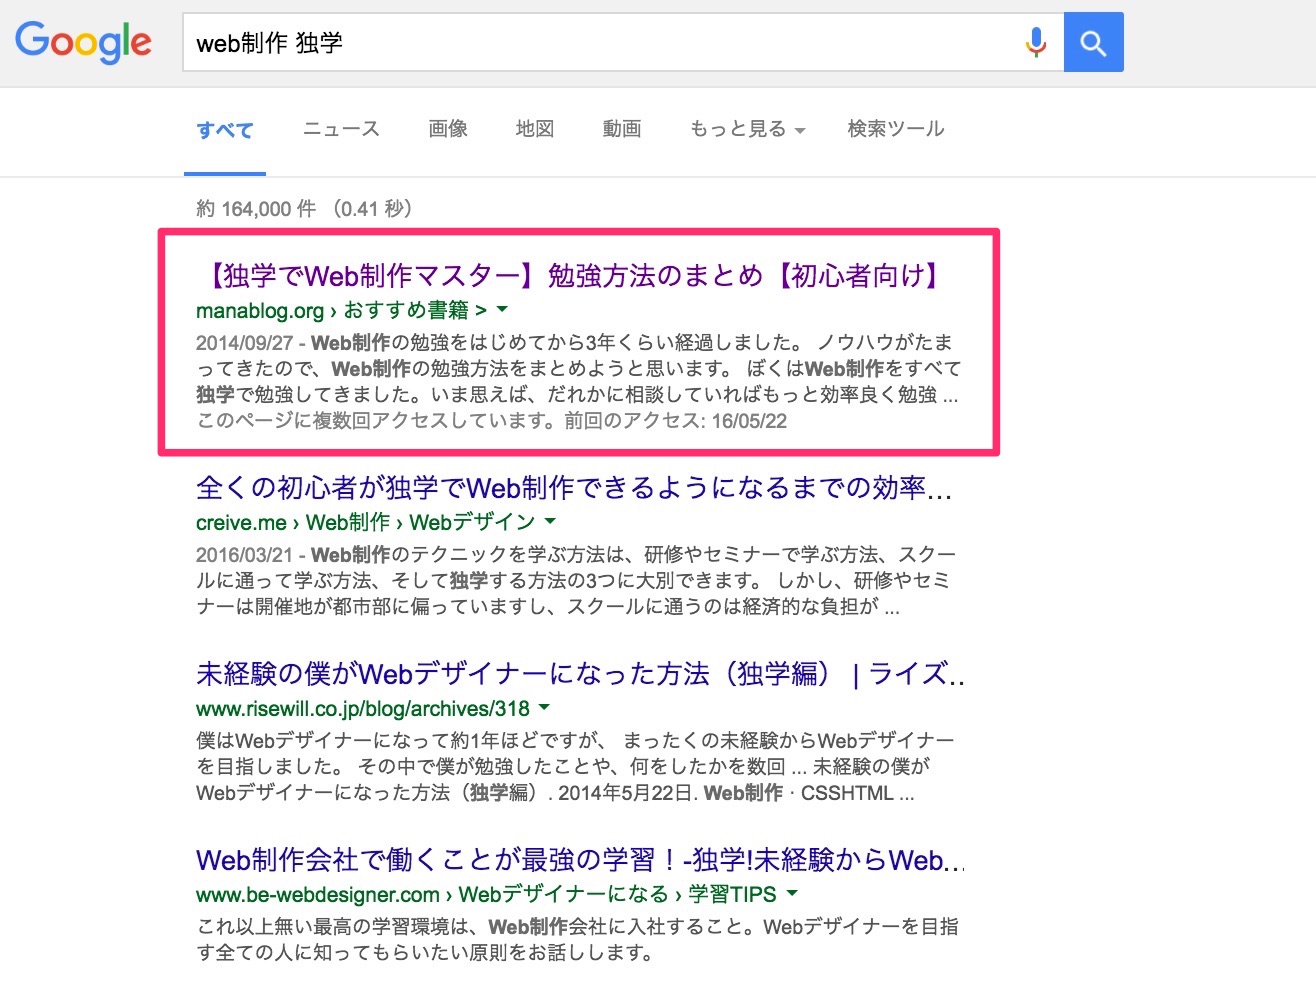 Google
web制作 独学
すべて ニュース 画像 地図 動画 もっと見る 検索ツール
約 164,000 件 （0.41 秒）
【独学でWeb制作マスター】勉強方法のまとめ【初心者向け】
manablog.org › おすすめ書籍 >
2014/09/27 - Web制作の勉強をはじめてから3年くらい経過しました。 ノウハウがたま
ってきたので、Web制作の勉強方法をまとめようと思います。 ぼくはWeb制作をすべて
独学で勉強してきました。いま思えば、だれかに相談していればもっと効率良く勉強 ...
このページに複数回アクセスしています。前回のアクセス: 16/05/22
全くの初心者が独学でWeb制作できるようになるまでの効率...
creive.me › Web制作 › Webデザイン
2016/03/21 - Web制作のテクニックを学ぶ方法は、研修やセミナーで学ぶ方法、スクー
ルに通って学ぶ方法、そして独学する方法の3つに大別できます。 しかし、研修やセミ
ナーは開催地が都市部に偏っていますし、スクールに通うのは経済的な負担が ...
未経験の僕がWebデザイナーになった方法（独学編） | ライズ..
www.risewill.co.jp/blog/archives/318
僕はWebデザイナーになって約1年ほどですが、 まったくの未経験からWebデザイナー
を目指しました。 その中で僕が勉強したことや、何をしたかを数回 ... 未経験の僕が
Webデザイナーになった方法（独学編）. 2014年5月22日. Web制作 · CSSHTML ...
Web制作会社で働くことが最強の学習！-独学!未経験からWeb...
www.be-webdesigner.com › Webデザイナーになる › 学習TIPS
これ以上無い最高の学習環境は、Web制作会社に入社すること。Webデザイナーを目指
す全ての人に知ってもらいたい原則をお話しします。